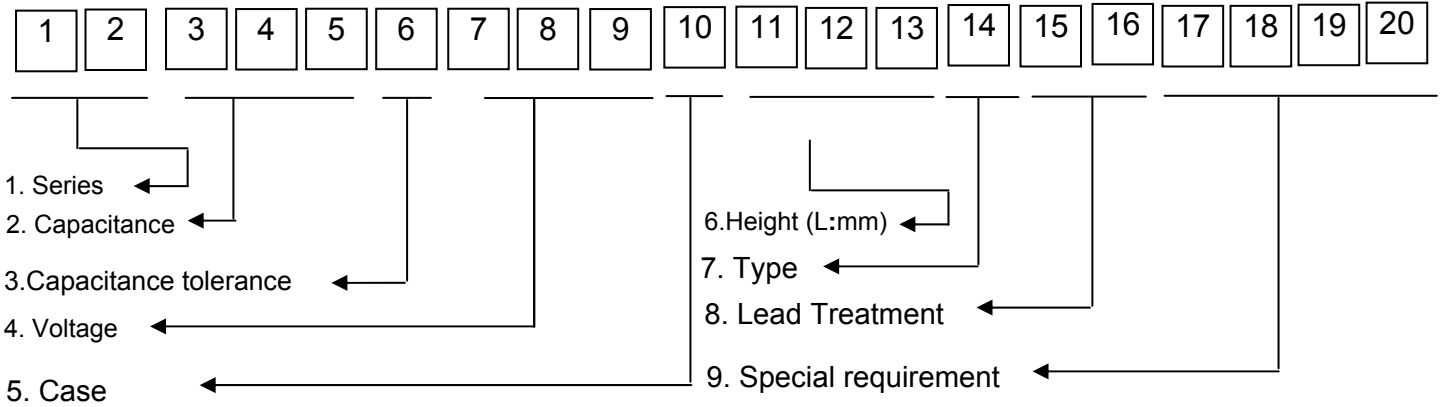 1 2 3 4 5 6 7 8 9 10 11 12 13 14 15 16 17 18 19 20
1. Series
2. Capacitance
3.Capacitance tolerance
4. Voltage
5. Case
6.Height (L:mm)
7. Type
8. Lead Treatment
9. Special requirement